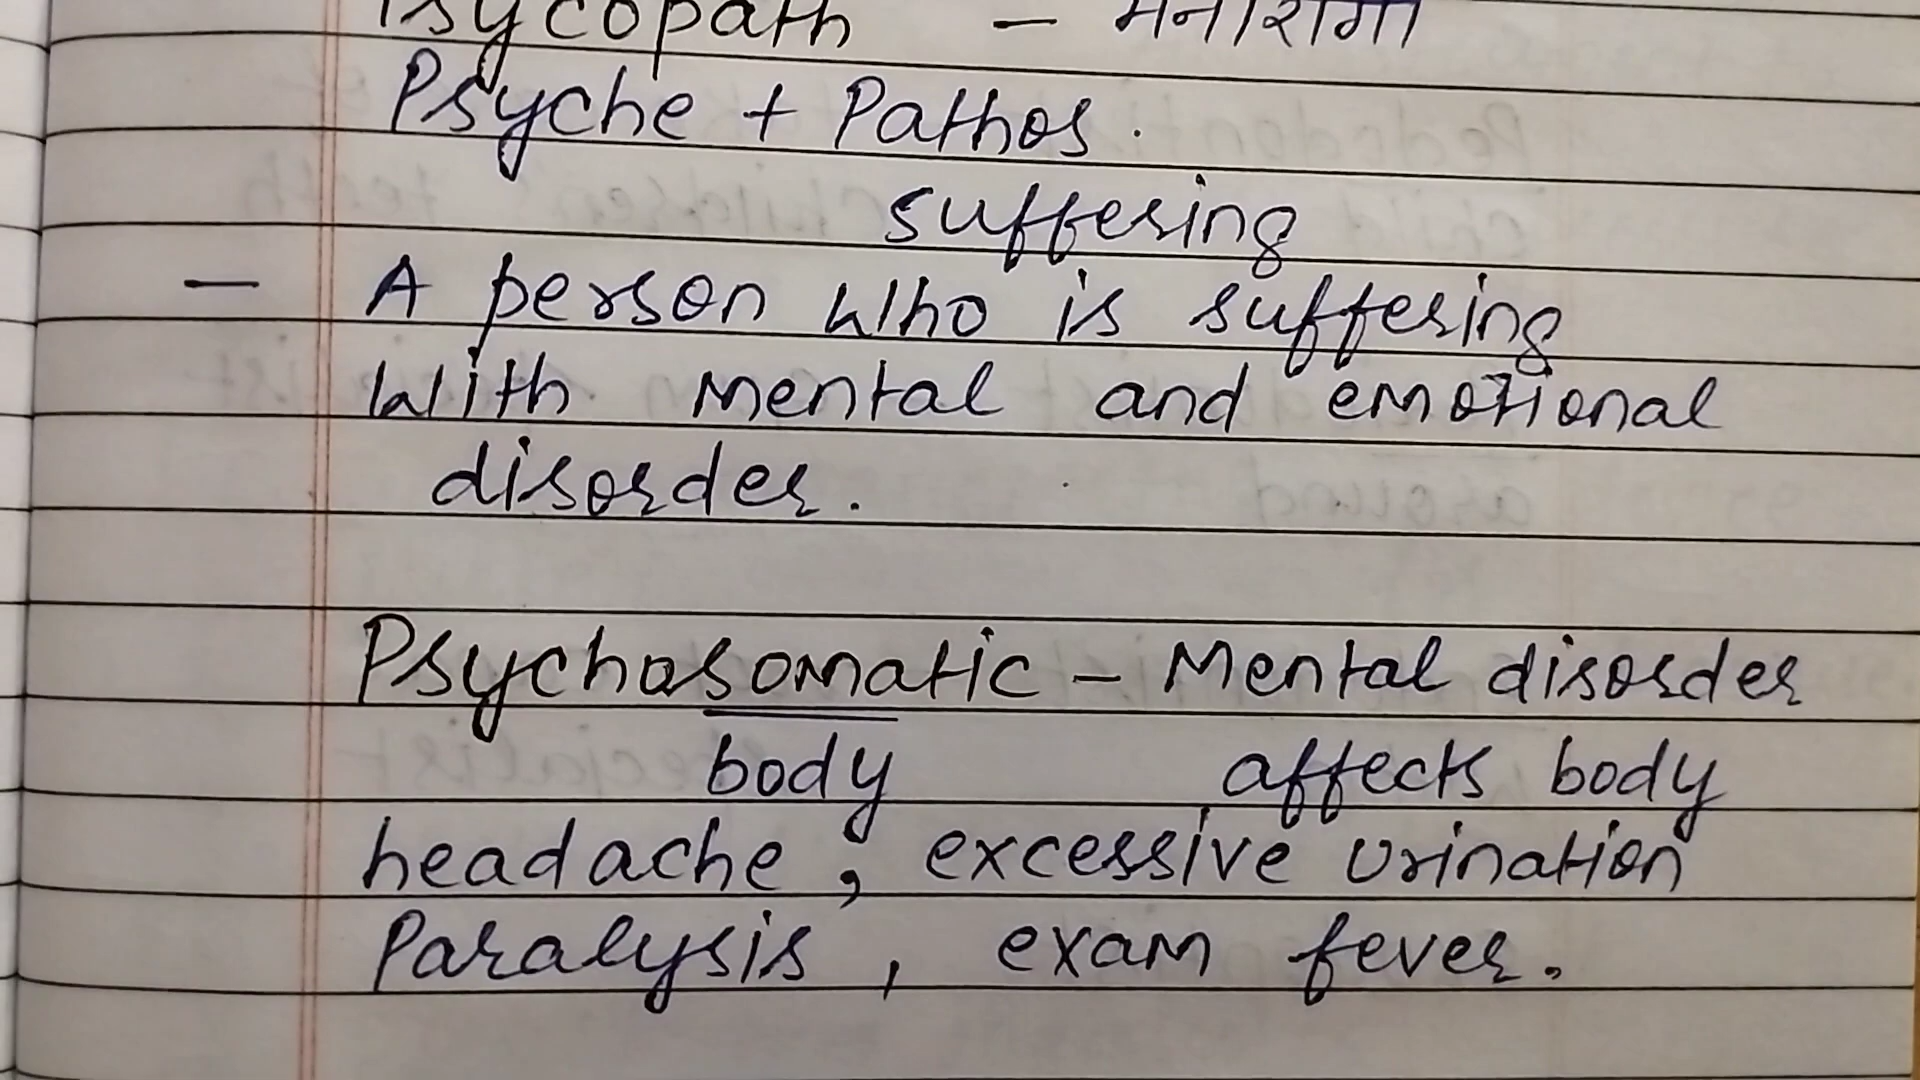 Psycopath – मनोरोगी
Psyche + Pathos.
suffering
– A person who is suffering
with mental and emotional
disorder.
Psychosomatic – Mental disorder
body affects body
headache, excessive urination
Paralysis, exam fever.